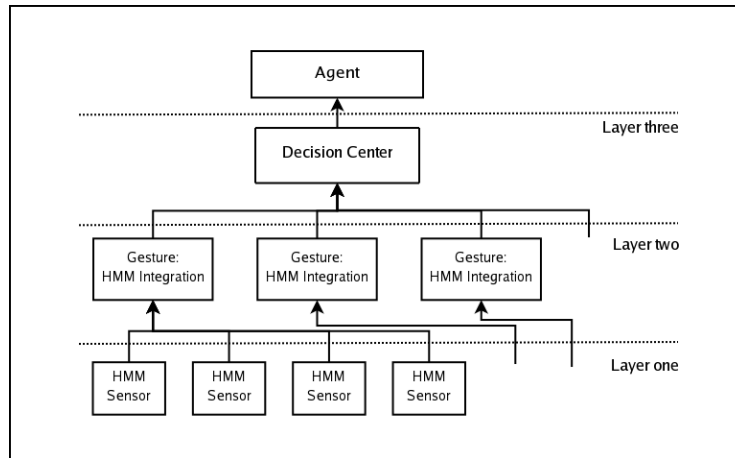 Agent
Layer three
Decision Center
Layer two
Gesture:
HMM Integration
Gesture:
HMM Integration
Gesture:
HMM Integration
Layer one
HMM
Sensor
HMM
Sensor
HMM
Sensor
HMM
Sensor